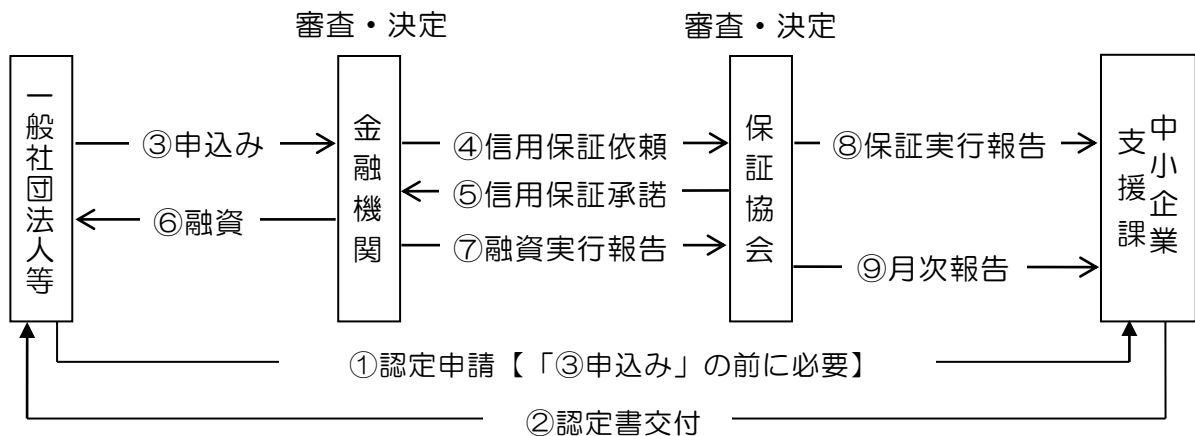 審査・決定
審査・決定
一般社団法人等
③申込み
⑥融資
金融機関
④信用保証依頼
⑤信用保証承諾
⑦融資実行報告
保証協会
⑧保証実行報告
⑨月次報告
中小企業
支援課
①認定申請【「③申込み」の前に必要】
②認定書交付